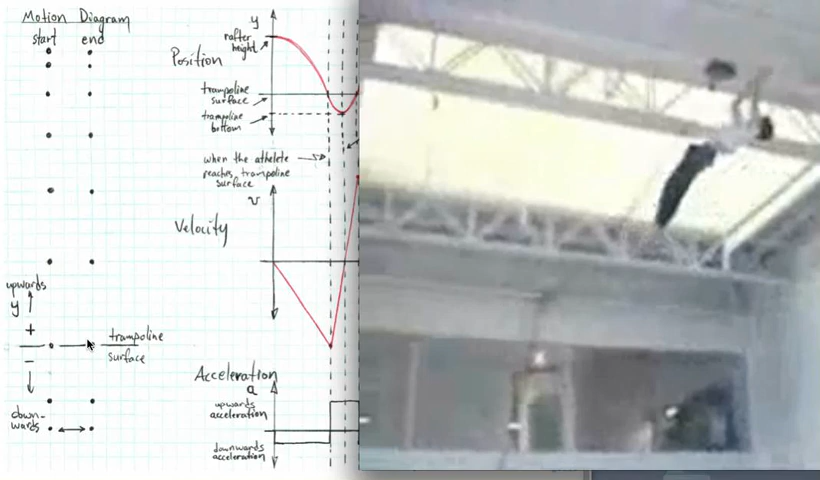 Motion Diagram
start end
upwards
y
+
−
down-
wards
trampoline
surface
Position
y
rafter
height
trampoline
surface
trampoline
bottom
when the athelete
reaches trampoline
surface
Velocity
v
Acceleration
a
upwards
acceleration
downwards
acceleration